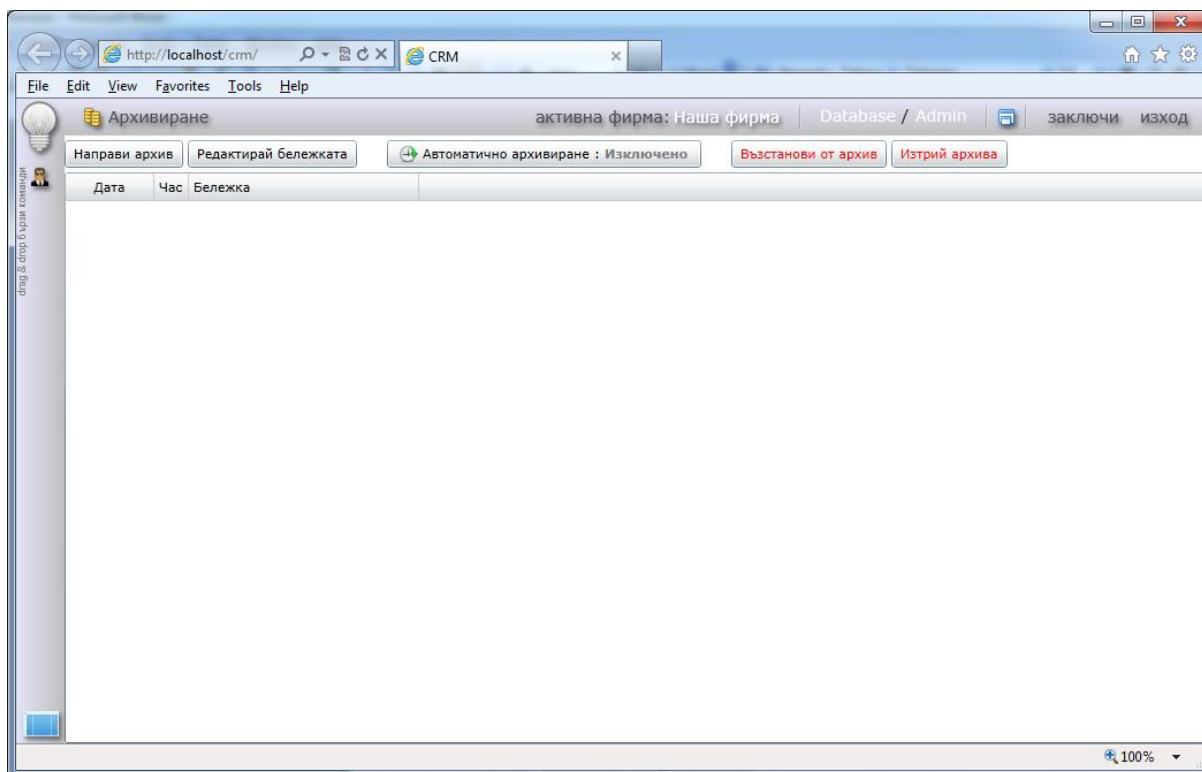 http://localhost/crm/
CRM
File Edit View Favorites Tools Help
Архивиране
активна фирма: Наша фирма
Database / Admin
заключи изход
Направи архив
Редактирай бележката
Автоматично архивиране : Изключено
Възстанови от архив
Изтрий архива
Дата Час Бележка
drag & drop бързи команди
100%